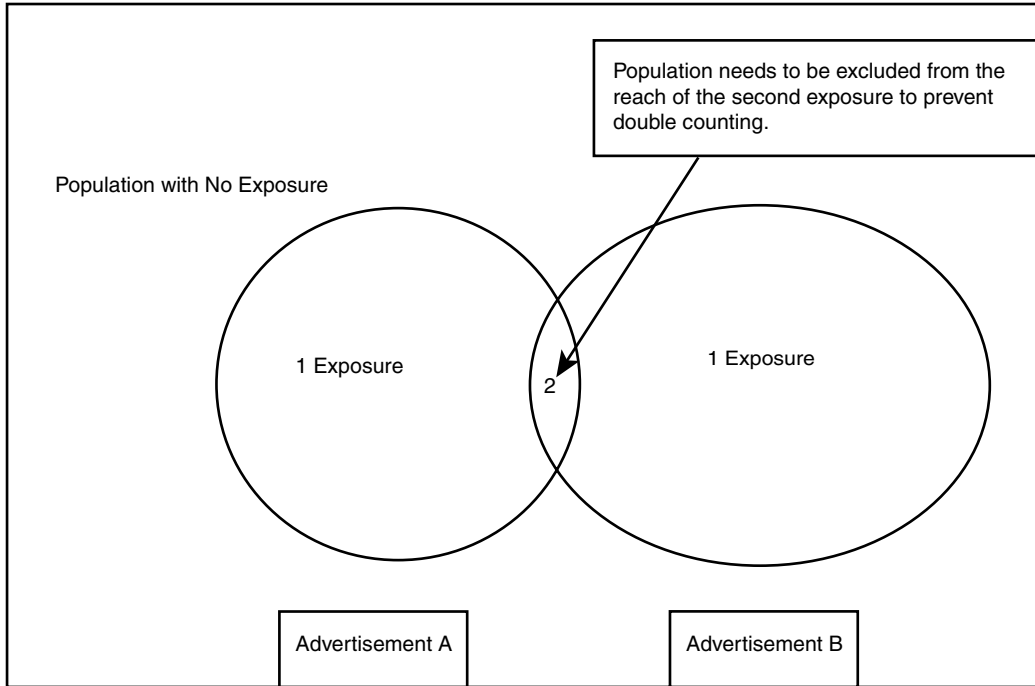 Population needs to be excluded from the
reach of the second exposure to prevent
double counting.
Population with No Exposure
1 Exposure
2
1 Exposure
Advertisement A
Advertisement B